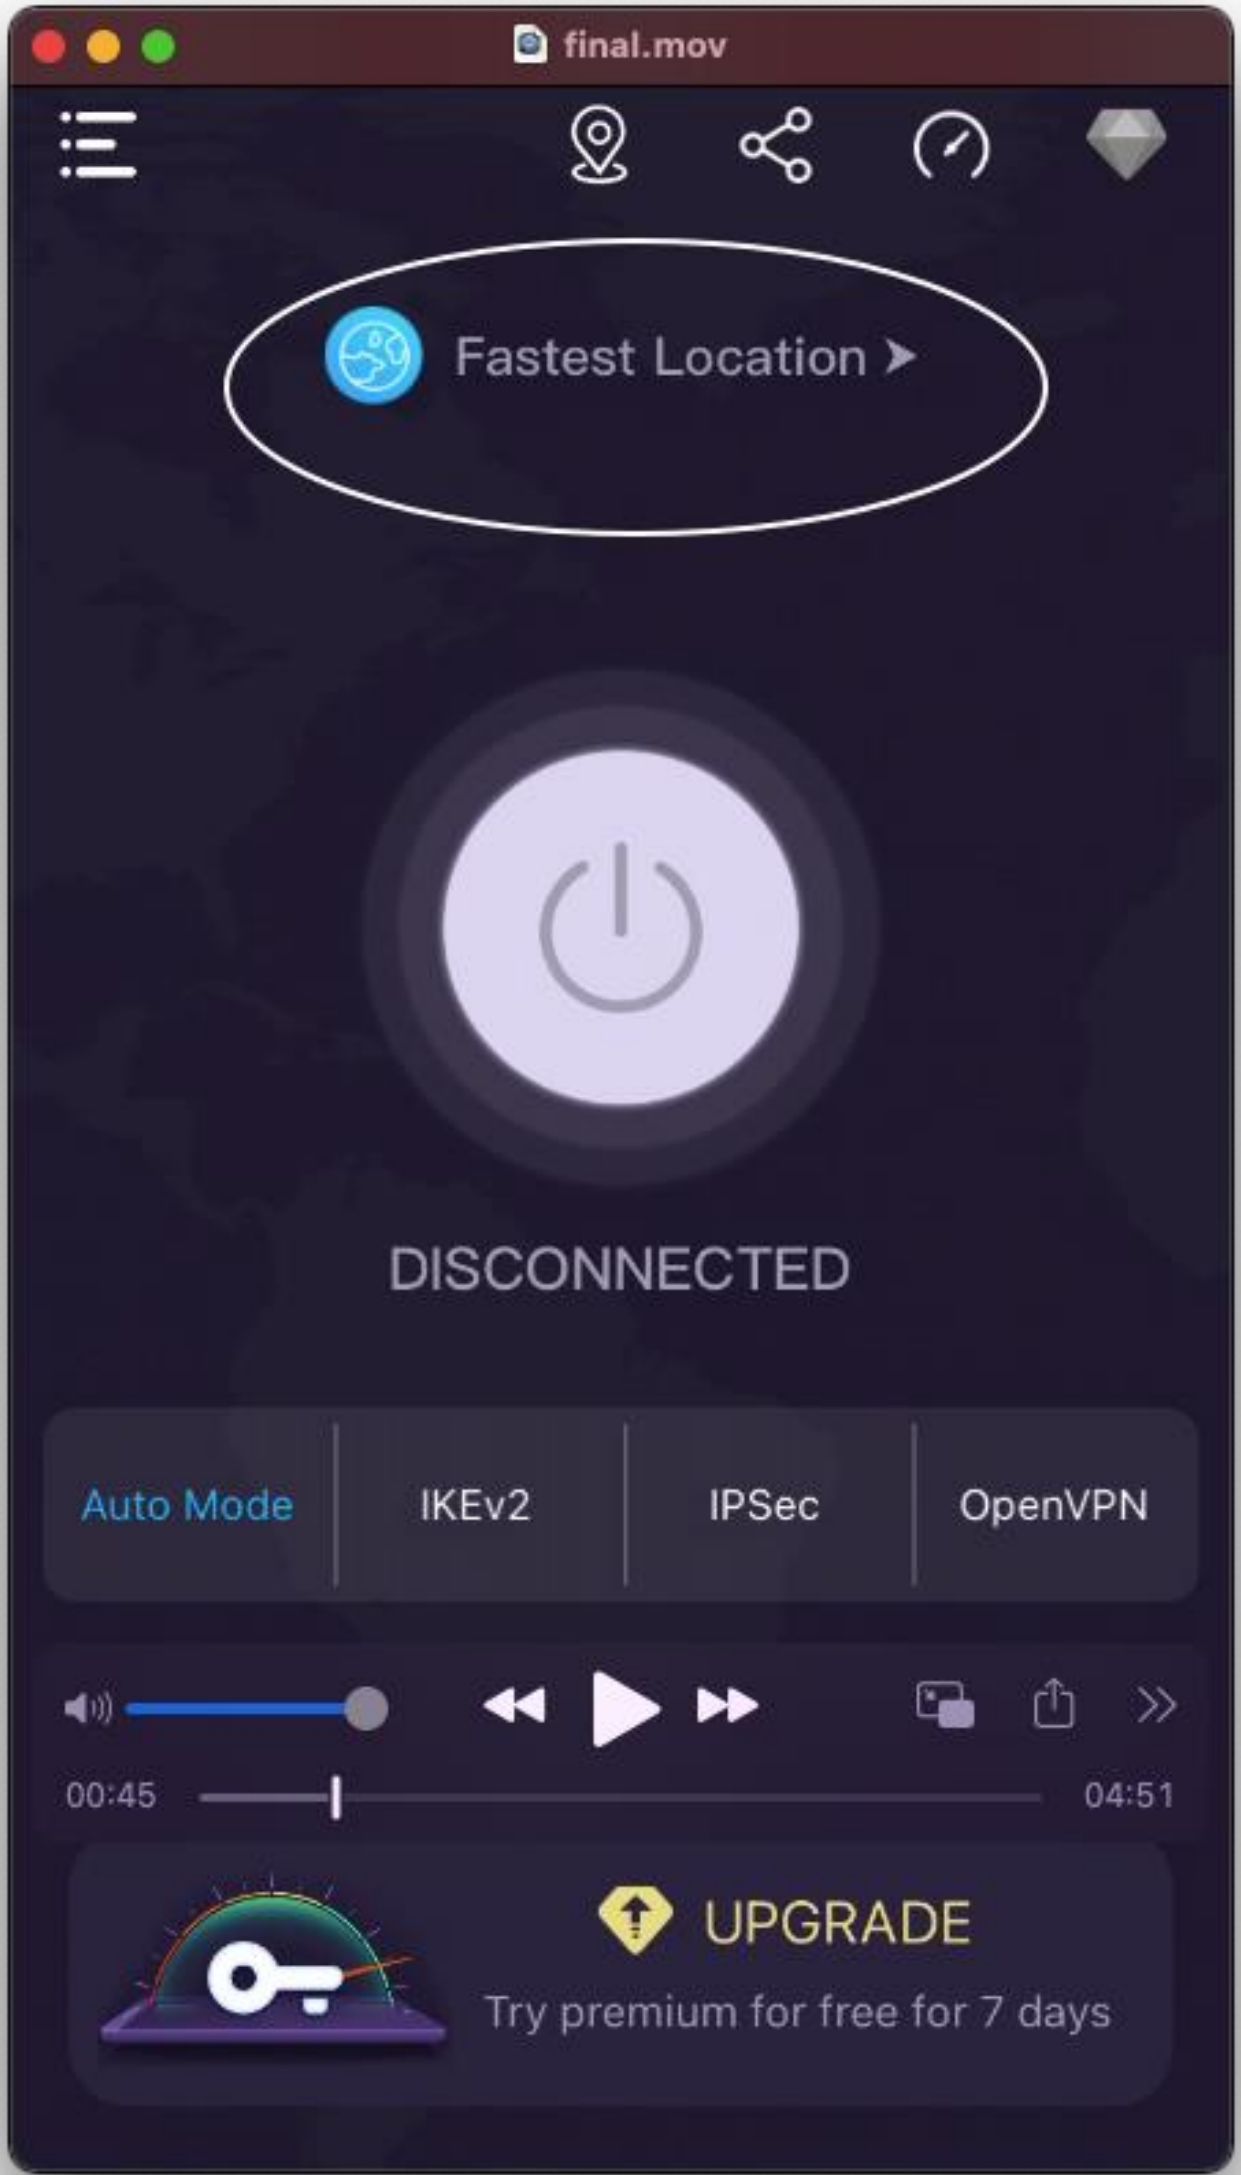 final.mov
Fastest Location
DISCONNECTED
Auto Mode IKEv2 IPSec OpenVPN
00:45 04:51
UPGRADE
Try premium for free for 7 days